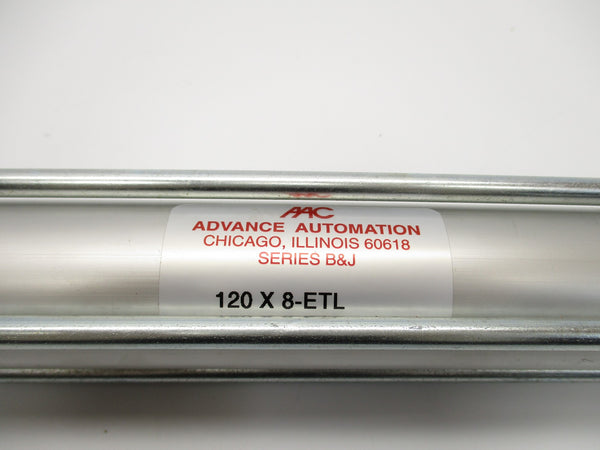 AAC
ADVANCE AUTOMATION
CHICAGO, ILLINOIS 60618
SERIES B&J
120 X 8-ETL